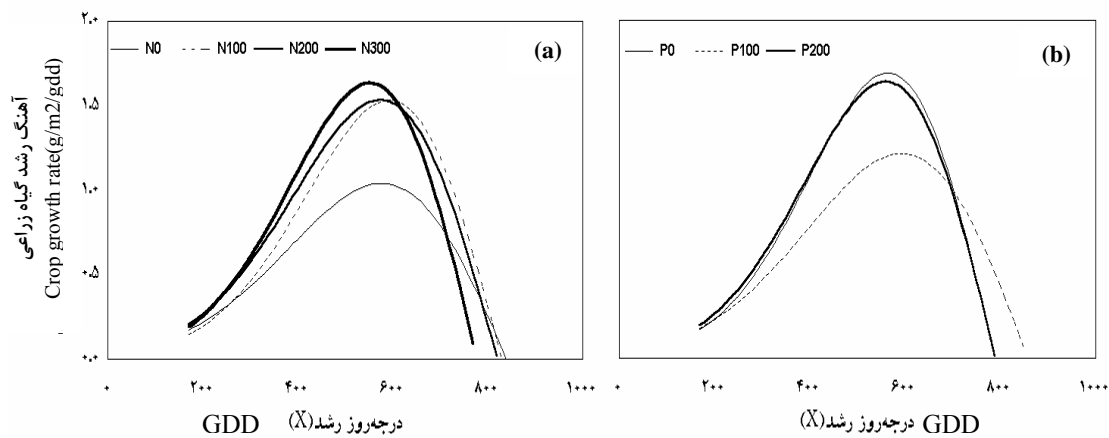 آهنگ رشد گیاه زراعی
Crop growth rate(g/m2/gdd)
۲.۰
۱.۵
۱.۰
۰.۵
۰.۰
N0 N100 N200 N300
(a)
۰ ۲۰۰ ۴۰۰ ۶۰۰ ۸۰۰ ۱۰۰۰
درجه‌روز رشد(X) GDD
P0 P100 P200
(b)
۰ ۲۰۰ ۴۰۰ ۶۰۰ ۸۰۰ ۱۰۰۰
GDD درجه‌روز رشد(X)